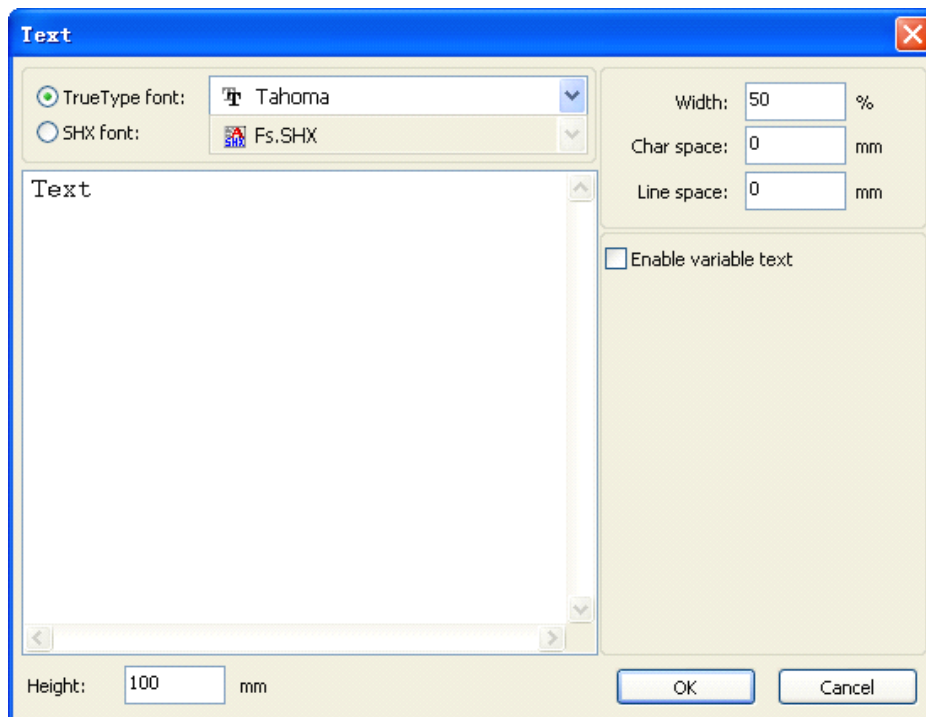 Text
TrueType font: Tahoma
SHX font: Fs.SHX
Width: 50 %
Char space: 0 mm
Line space: 0 mm
Text
Enable variable text
Height: 100 mm
OK Cancel